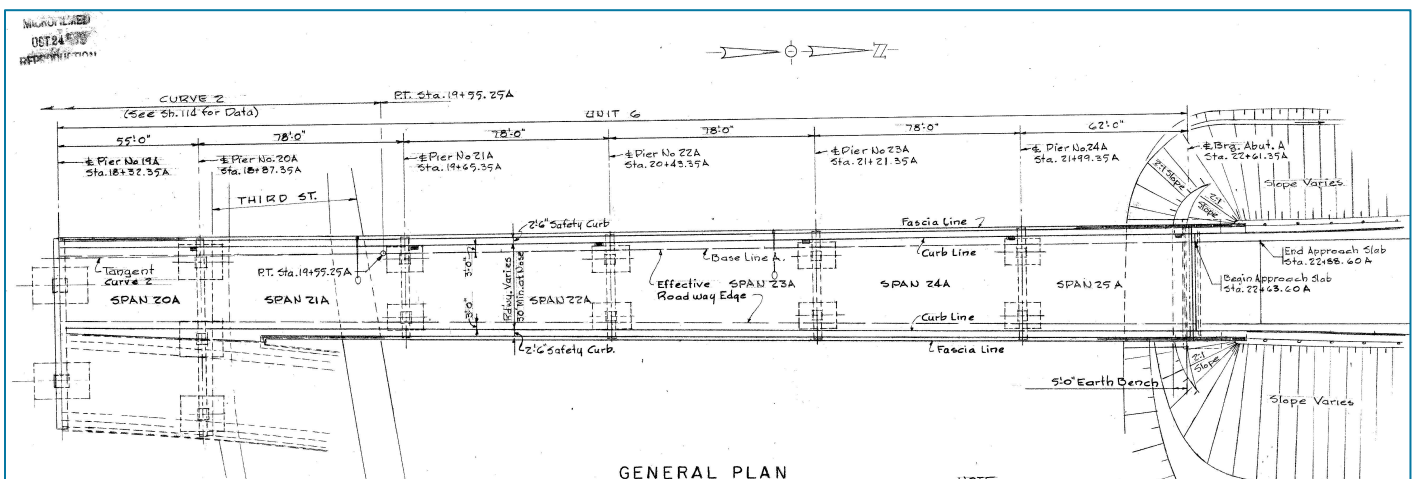 MICROFILMED
OCT 24
REPRODUCTION
N
CURVE 2
(See Sh. 114 for Data)
P.T. Sta. 19+55.25A
UNIT 6
55'-0"
78'-0"
78'-0"
78'-0"
78'-0"
62'-0"
℄ Pier No 19A
Sta. 18+32.35A
℄ Pier No. 20A
Sta. 18+87.35A
℄ Pier No 21A
Sta. 19+65.35A
℄ Pier No 22A
Sta. 20+43.35A
℄ Pier No 23A
Sta. 21+21.35A
℄ Pier No. 24A
Sta. 21+99.35A
℄ Brg. Abut. A
Sta. 22+61.35A
THIRD ST.
2:1 Slope
2:1
Slope
Slope Varies
2'-6" Safety Curb
Fascia Line
Curb Line
Tangent
Curve 2
P.T. Sta. 19+55.25A
3'-0"
Base Line A.
End Approach Slab
Sta. 22+88.60A
Begin Approach Slab
Sta. 22+63.60A
SPAN 20A
SPAN 21A
Rdwy. Varies
30' Min. at Nose
SPAN 22A
Effective
Roadway Edge
SPAN 23A
SPAN 24A
SPAN 25A
3'-0"
Curb Line
2'-6" Safety Curb.
Fascia Line
5'-0" Earth Bench
2:1
Slope
Slope Varies
GENERAL PLAN